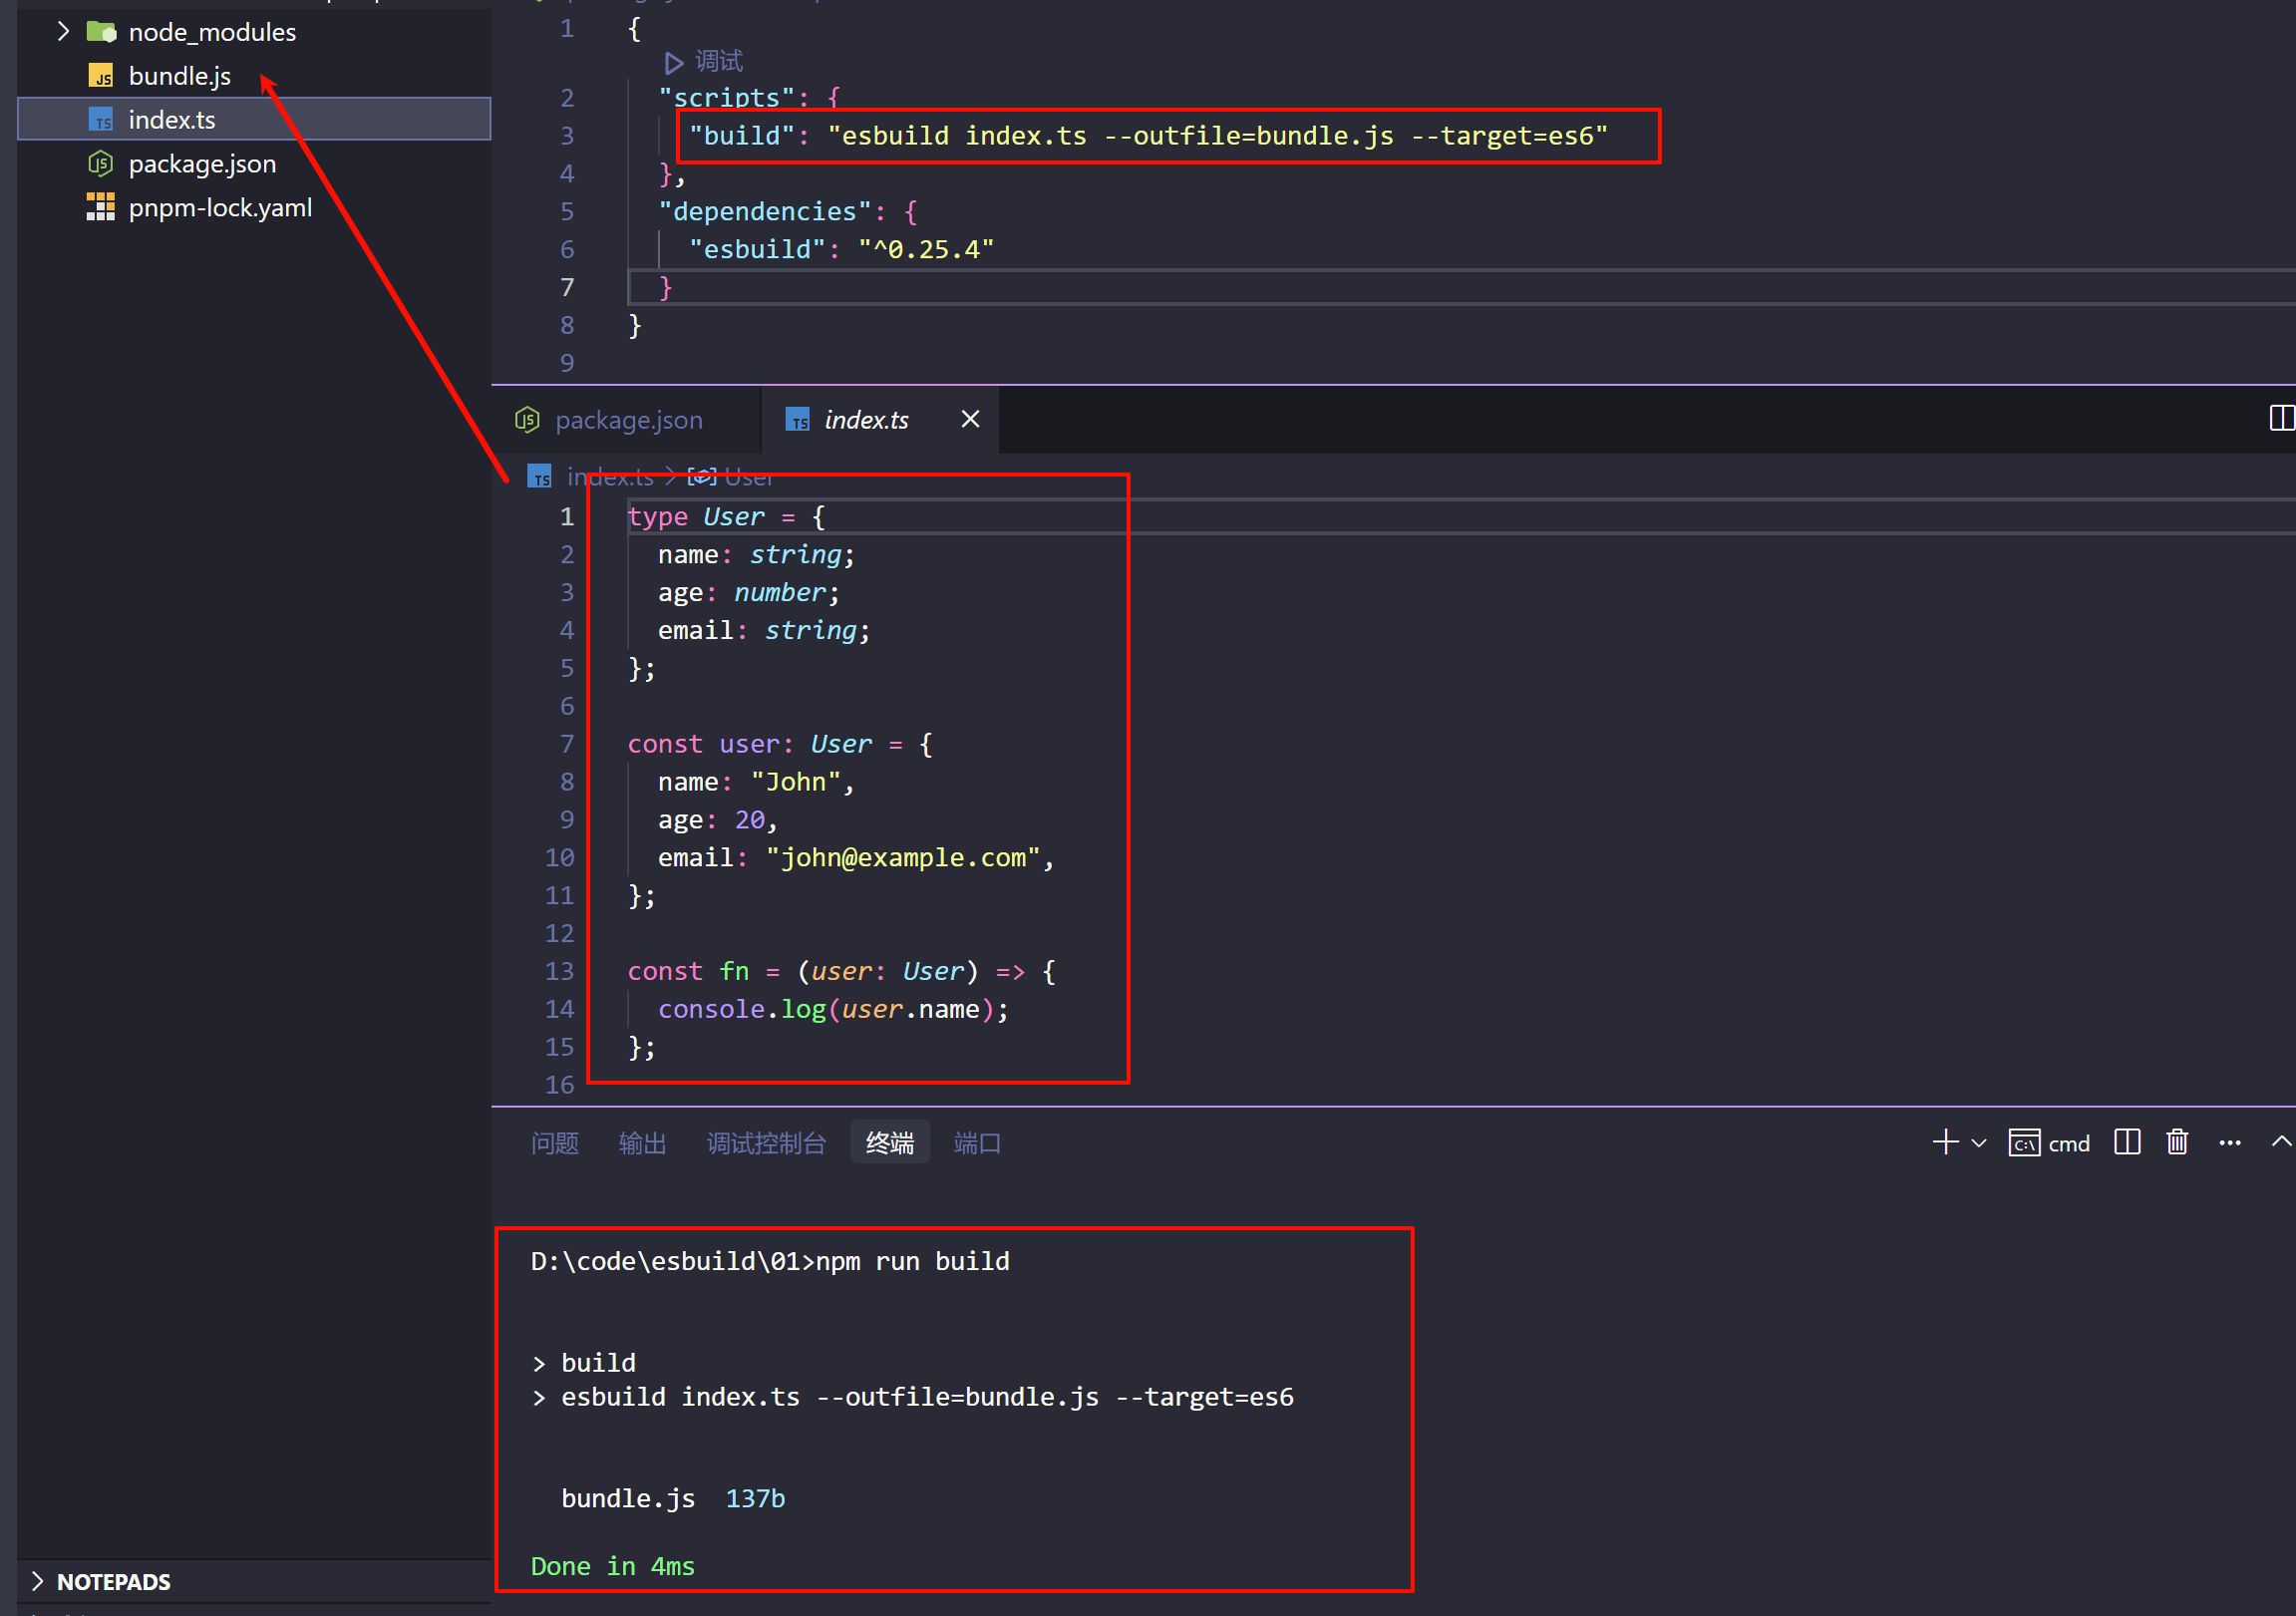 node_modules
bundle.js
index.ts
package.json
pnpm-lock.yaml
1 {
调试
2 "scripts": {
3 "build": "esbuild index.ts --outfile=bundle.js --target=es6"
4 },
5 "dependencies": {
6 "esbuild": "^0.25.4"
7 }
8 }
9
package.json index.ts
index.ts > User
1 type User = {
2 name: string;
3 age: number;
4 email: string;
5 };
6
7 const user: User = {
8 name: "John",
9 age: 20,
10 email: "john@example.com",
11 };
12
13 const fn = (user: User) => {
14 console.log(user.name);
15 };
16
问题 输出 调试控制台 终端 端口 cmd
D:\code\esbuild\01>npm run build
> build
> esbuild index.ts --outfile=bundle.js --target=es6
bundle.js 137b
Done in 4ms
NOTEPADS